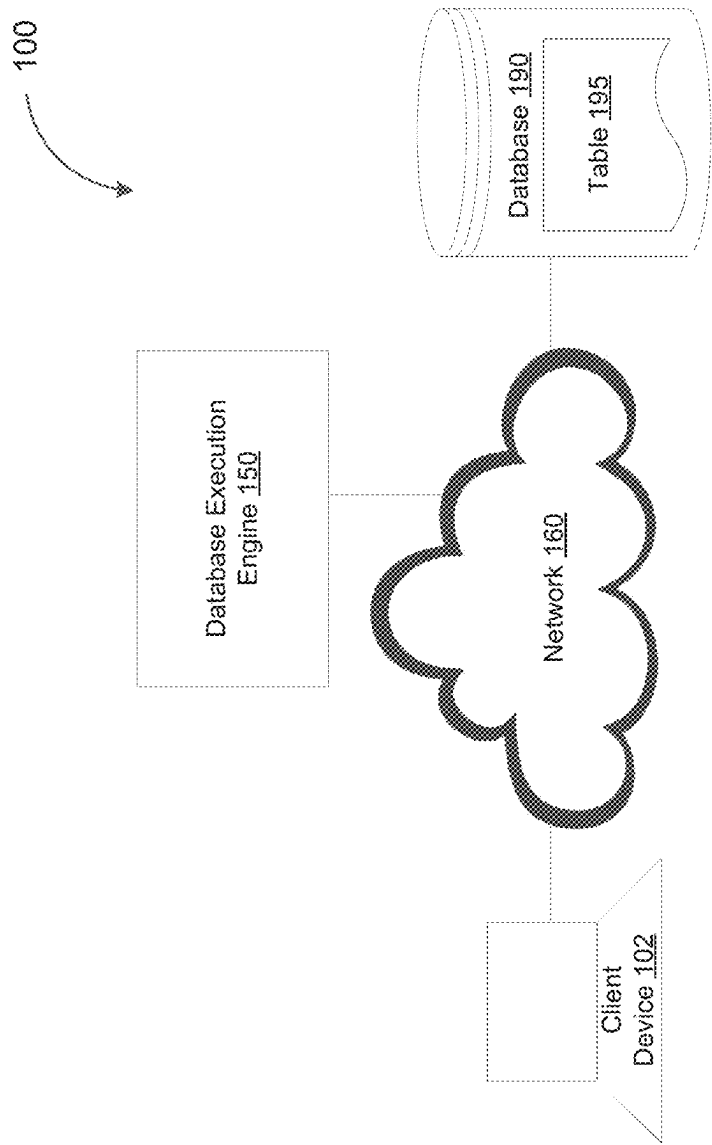 100
Database Execution
Engine 150
Database 190
Table 195
Network 160
Client
Device 102